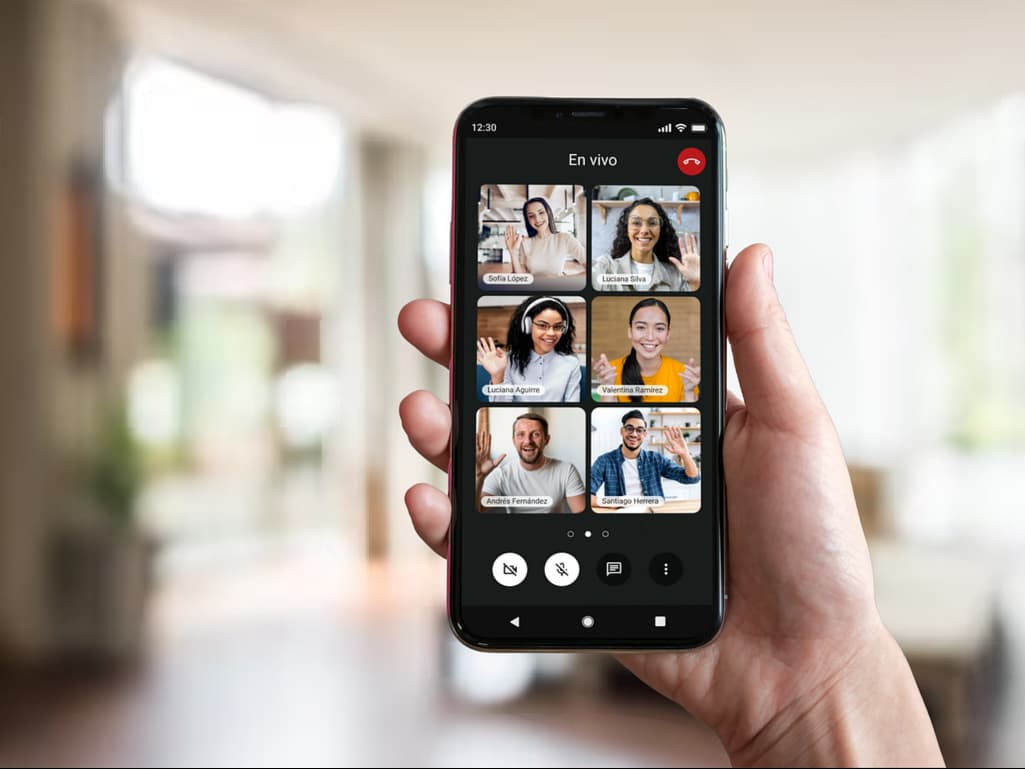 12:30
En vivo
Sofía López
Luciana Silva
Luciana Aguirre
Valentina Ramírez
Andrés Fernández
Santiago Herrera